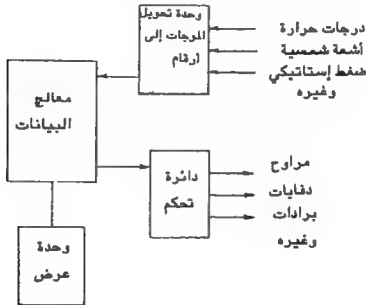 وحدة تحويل
الموجات إلى
أرقام
درجات حرارة
أشعة شمسية
ضغط إستاتيكي
وغيره
معالج
البيانات
دائرة
تحكم
مراوح
دفايات
برادات
وغيره
وحدة
عرض